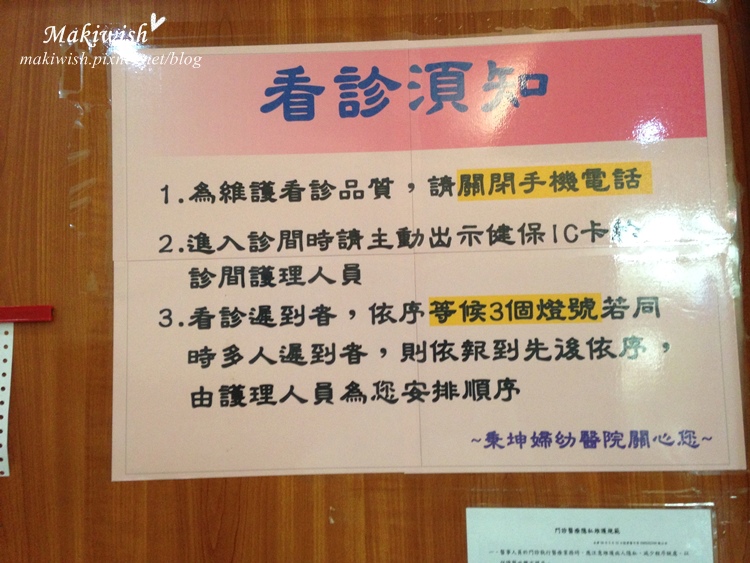 Makiwish
makiwish.pixnet.net/blog
看診須知
1.為維護看診品質，請關閉手機電話
2.進入診間時請主動出示健保IC卡
診間護理人員
3.看診遲到者，依序等候3個燈號若同
時多人遲到者，則依報到先後依序，
由護理人員為您安排順序
~秉坤婦幼醫院關心您~
門診醫療隱私維護規範